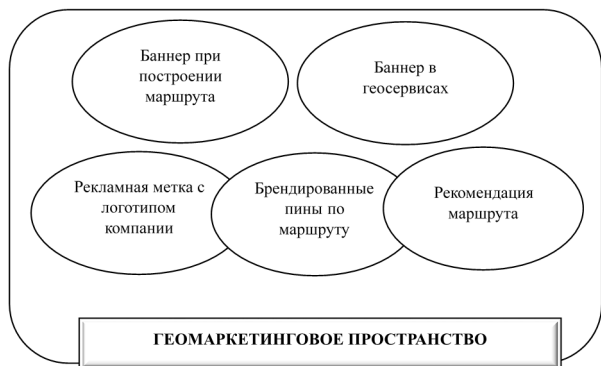 Баннер при
построении
маршрута
Баннер в
геосервисах
Рекламная метка с
логотипом
компании
Брендированные
пины по
маршруту
Рекомендация
маршрута
ГЕОМАРКЕТИНГОВОЕ ПРОСТРАНСТВО